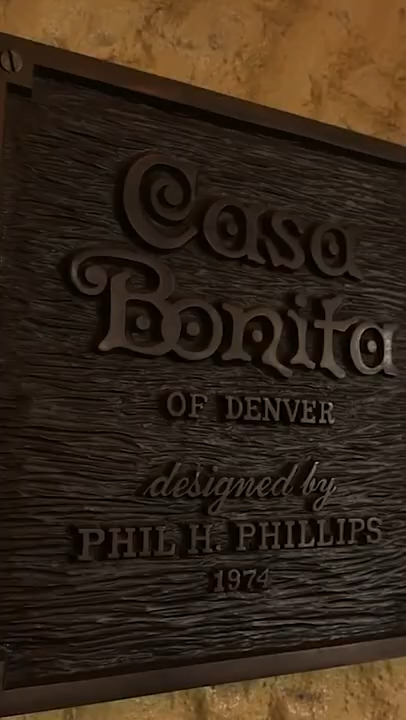 Casa
Bonita
OF DENVER
designed by
PHIL H. PHILLIPS
1974